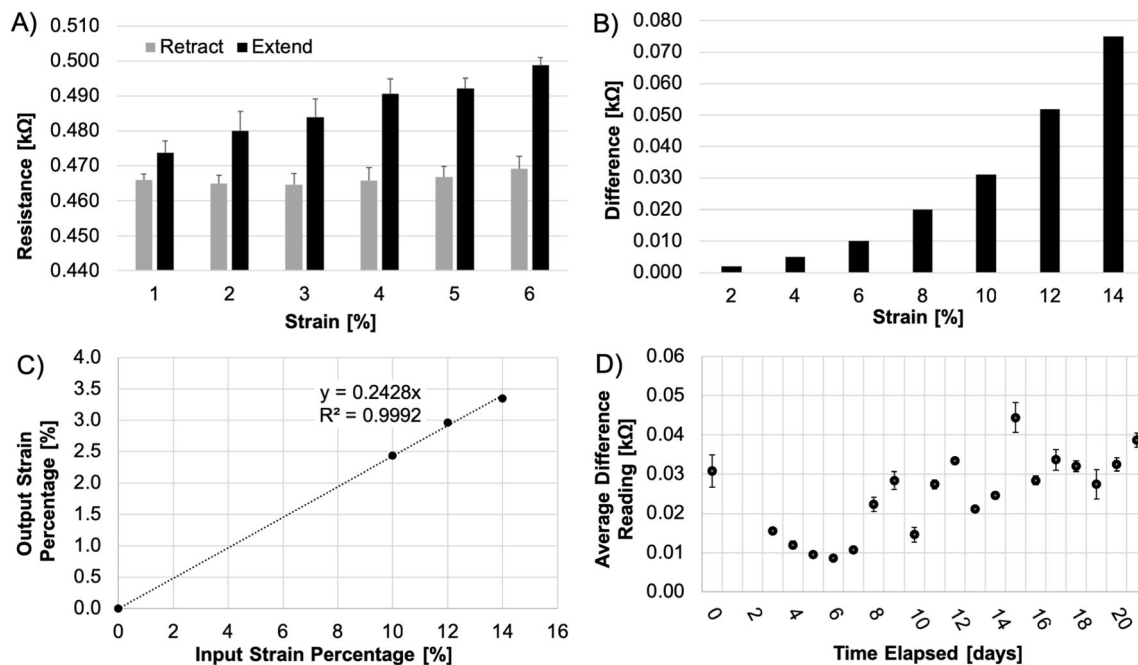 A)
0.510
0.500
0.490
0.480
0.470
0.460
0.450
0.440
Resistance [kΩ]
Retract Extend
1 2 3 4 5 6
Strain [%]
B)
0.080
0.070
0.060
0.050
0.040
0.030
0.020
0.010
0.000
Difference [kΩ]
2 4 6 8 10 12 14
Strain [%]
C)
4.0
3.5
3.0
2.5
2.0
1.5
1.0
0.5
0.0
Output Strain
Percentage [%]
y = 0.2428x
R² = 0.9992
0 2 4 6 8 10 12 14 16
Input Strain Percentage [%]
D)
0.06
0.05
0.04
0.03
0.02
0.01
0.00
Average Difference
Reading [kΩ]
0 2 4 6 8 10 12 14 16 18 20
Time Elapsed [days]